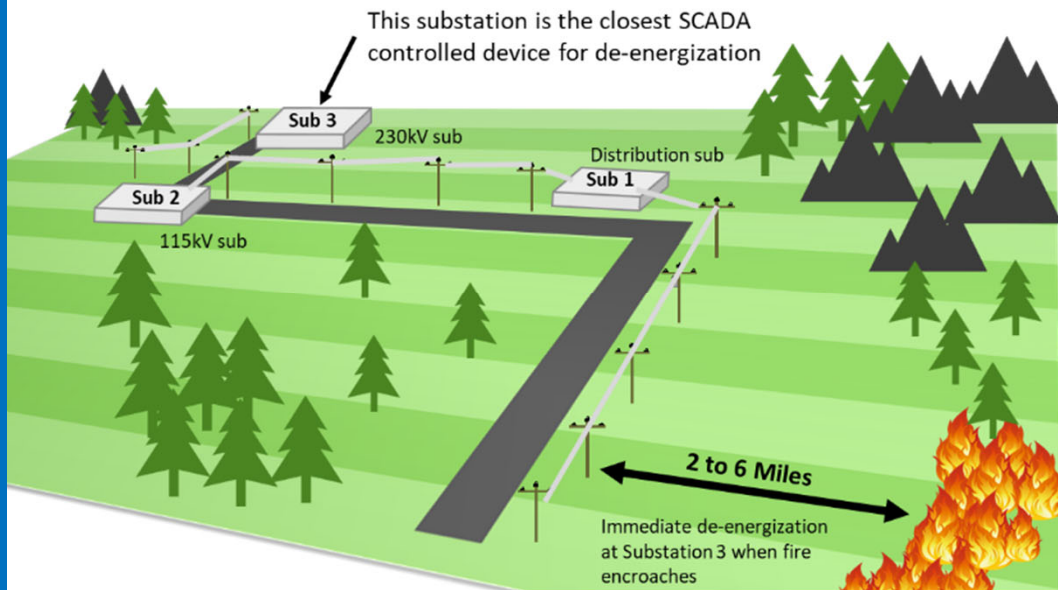 This substation is the closest SCADA
controlled device for de-energization
Sub 3
230kV sub
Distribution sub
Sub 1
Sub 2
115kV sub
2 to 6 Miles
Immediate de-energization
at Substation 3 when fire
encroaches